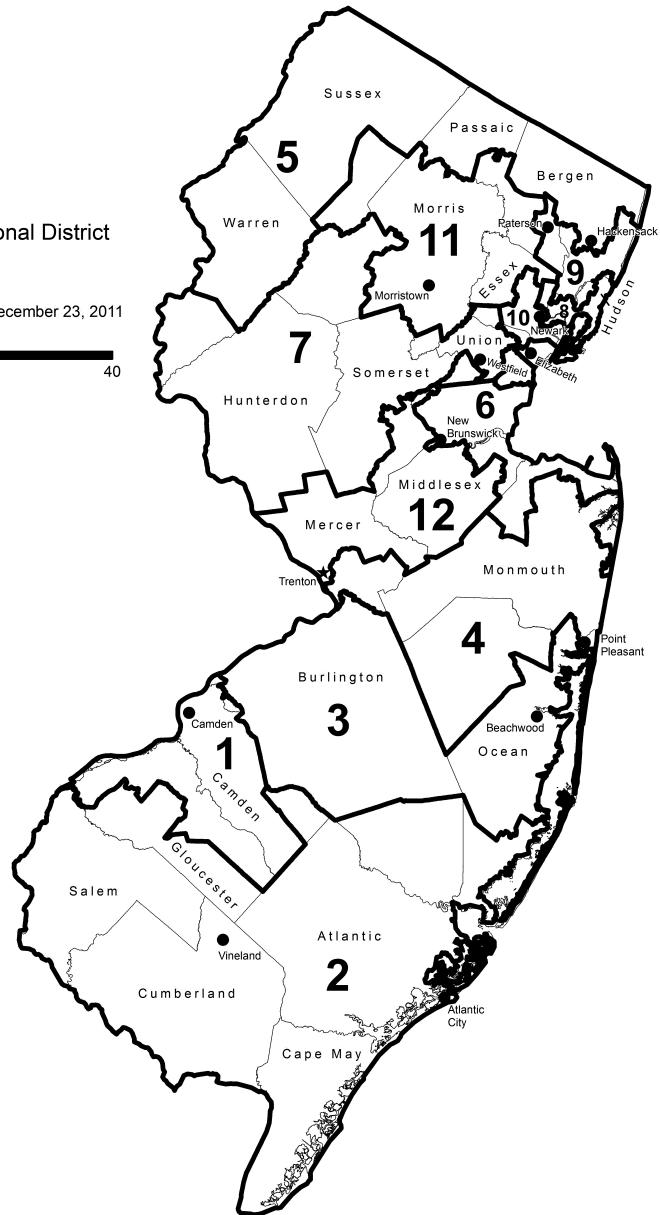 onal District
ecember 23, 2011
40
Sussex
Passaic
5
Bergen
Warren
Morris
Paterson
Hackensack
11
9
Essex
Morristown
Hudson
10
8
Newark
7
Union
Westfield
Elizabeth
Somerset
Hunterdon
6
New
Brunswick
Middlesex
12
Mercer
Trenton
Monmouth
4
Point
Pleasant
Burlington
3
Camden
Beachwood
1
Ocean
Camden
Gloucester
Salem
Atlantic
Vineland
2
Cumberland
Atlantic
City
Cape May